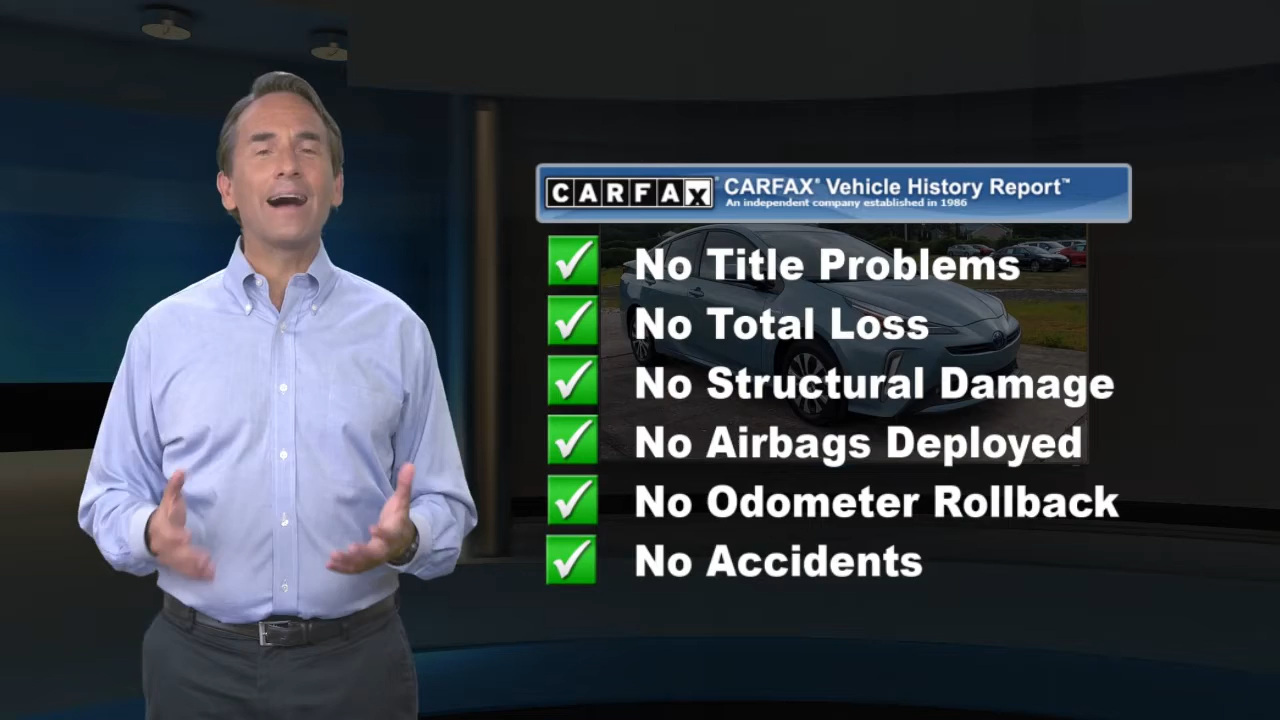 CARFAX® CARFAX® Vehicle History Report™
An independent company established in 1986
No Title Problems
No Total Loss
No Structural Damage
No Airbags Deployed
No Odometer Rollback
No Accidents